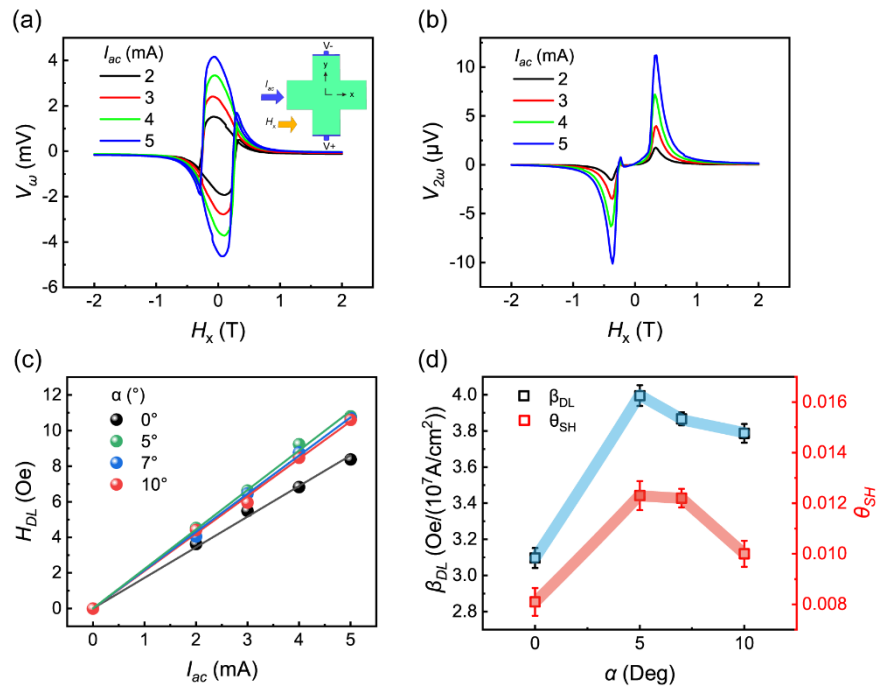 (a)
I_ac (mA)
2
3
4
5
V-
y
x
I_ac
H_x
V+
4
2
0
-2
-4
-6
V_ω (mV)
-2 -1 0 1 2
H_x (T)
(b)
I_ac (mA)
2
3
4
5
10
5
0
-5
-10
V_2ω (μV)
-2 -1 0 1 2
H_x (T)
(c)
α (°)
0°
5°
7°
10°
12
10
8
6
4
2
0
H_DL (Oe)
0 1 2 3 4 5
I_ac (mA)
(d)
β_DL
θ_SH
4.0
3.8
3.6
3.4
3.2
3.0
2.8
β_DL (Oe/(10⁷A/cm²))
0.016
0.014
0.012
0.010
0.008
θ_SH
0 5 10
α (Deg)